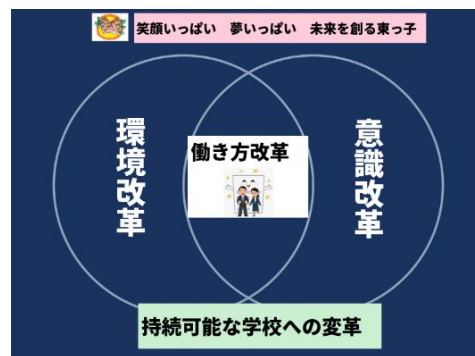 笑顔いっぱい　夢いっぱい　未来を創る東っ子
環境改革
働き方改革
意識改革
持続可能な学校への変革